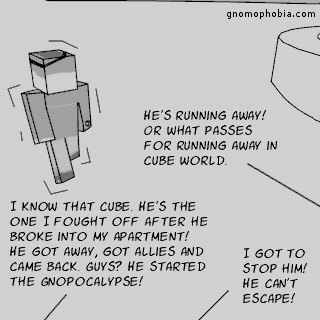 gnomophobia.com
HE'S RUNNING AWAY!
OR WHAT PASSES
FOR RUNNING AWAY IN
CUBE WORLD.
I KNOW THAT CUBE. HE'S THE
ONE I FOUGHT OFF AFTER HE
BROKE INTO MY APARTMENT!
HE GOT AWAY, GOT ALLIES AND
CAME BACK. GUYS? HE STARTED
THE GNOPOCALYPSE!
I GOT TO
STOP HIM!
HE CAN'T
ESCAPE!